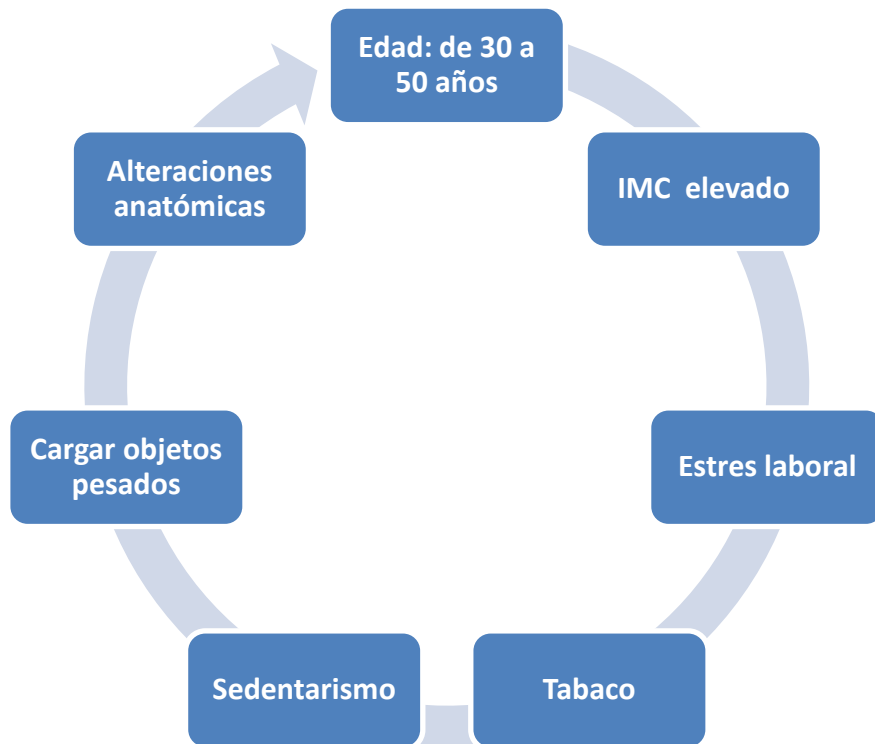 Edad: de 30 a
50 años
IMC elevado
Estres laboral
Tabaco
Sedentarismo
Cargar objetos
pesados
Alteraciones
anatómicas